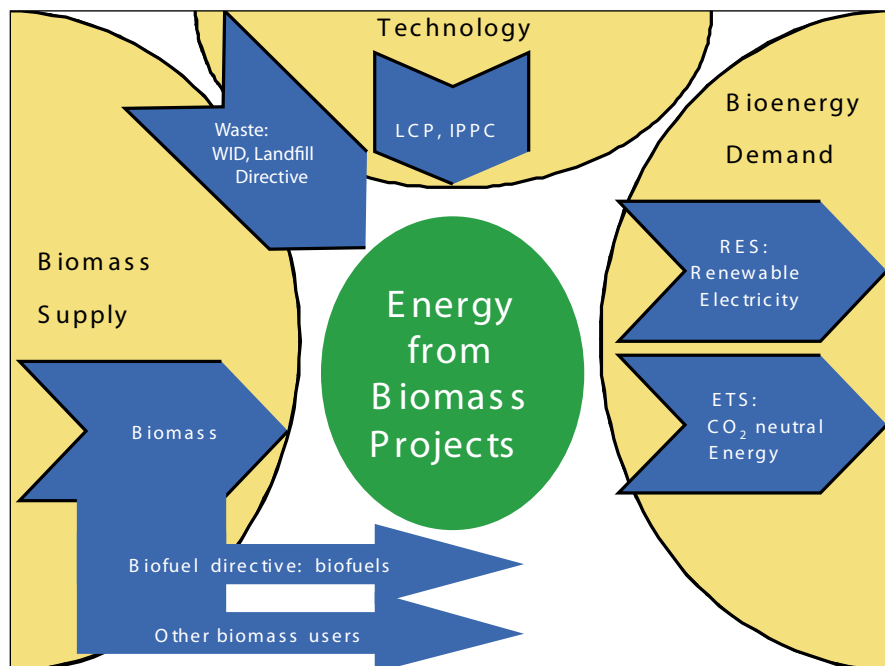 Technology
Waste:
WID, Landfill
Directive
LCP, IPPC
Bioenergy
Demand
Biomass
Supply
RES:
Renewable
Electricity
Energy
from
Biomass
Projects
Biomass
ETS:
CO₂ neutral
Energy
Biofuel directive: biofuels
Other biomass users